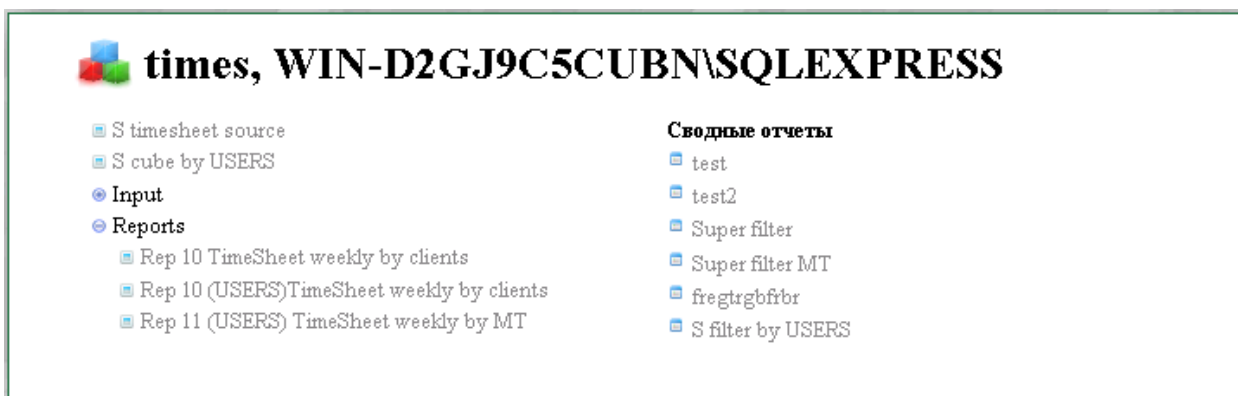 times, WIN-D2GJ9C5CUBN\SQLEXPRESS
S timesheet source
S cube by USERS
Input
Reports
Rep 10 TimeSheet weekly by clients
Rep 10 (USERS)TimeSheet weekly by clients
Rep 11 (USERS) TimeSheet weekly by MT
Сводные отчеты
test
test2
Super filter
Super filter MT
fregtrgbfrbr
S filter by USERS